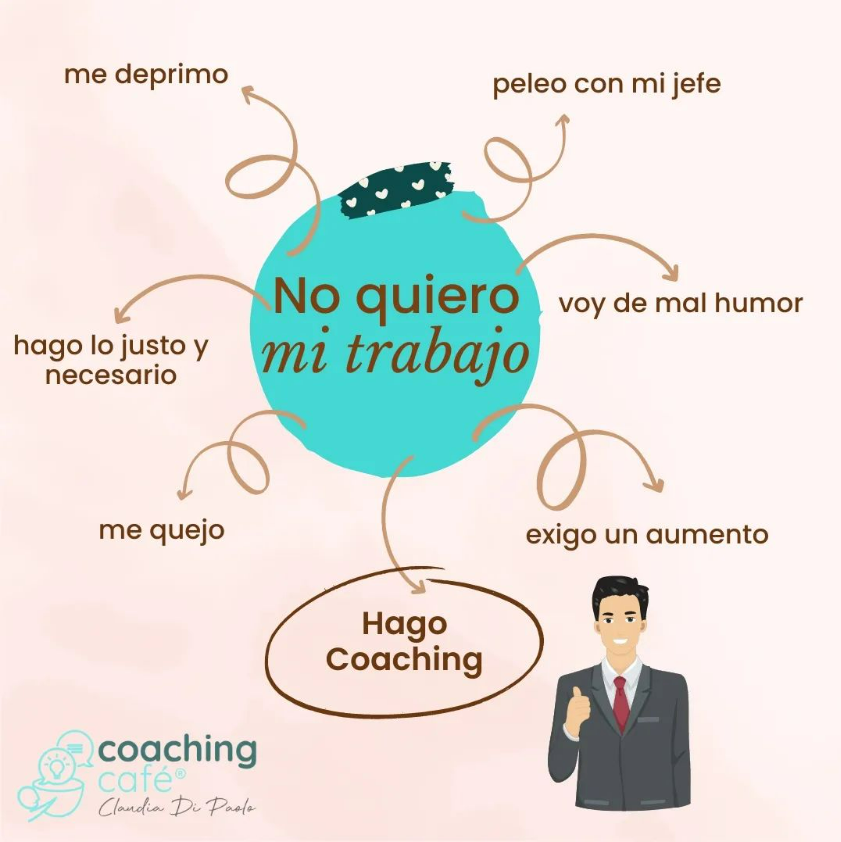 me deprimo
peleo con mi jefe
No quiero
mi trabajo
voy de mal humor
hago lo justo y
necesario
me quejo
exigo un aumento
Hago
Coaching
coaching
café®
Claudia Di Paolo